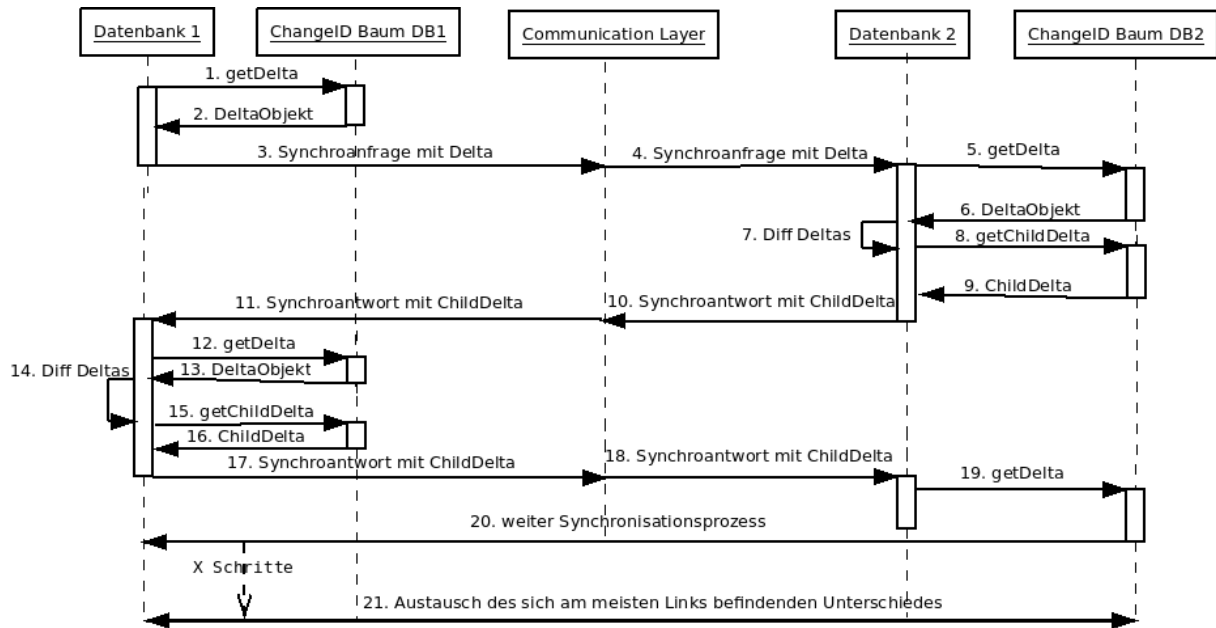 Datenbank 1
ChangeID Baum DB1
Communication Layer
Datenbank 2
ChangeID Baum DB2
1. getDelta
2. DeltaObjekt
3. Synchroanfrage mit Delta
4. Synchroanfrage mit Delta
5. getDelta
6. DeltaObjekt
7. Diff Deltas
8. getChildDelta
9. ChildDelta
10. Synchroantwort mit ChildDelta
11. Synchroantwort mit ChildDelta
12. getDelta
13. DeltaObjekt
14. Diff Deltas
15. getChildDelta
16. ChildDelta
17. Synchroantwort mit ChildDelta
18. Synchroantwort mit ChildDelta
19. getDelta
20. weiter Synchronisationsprozess
X Schritte
21. Austausch des sich am meisten Links befindenden Unterschiedes